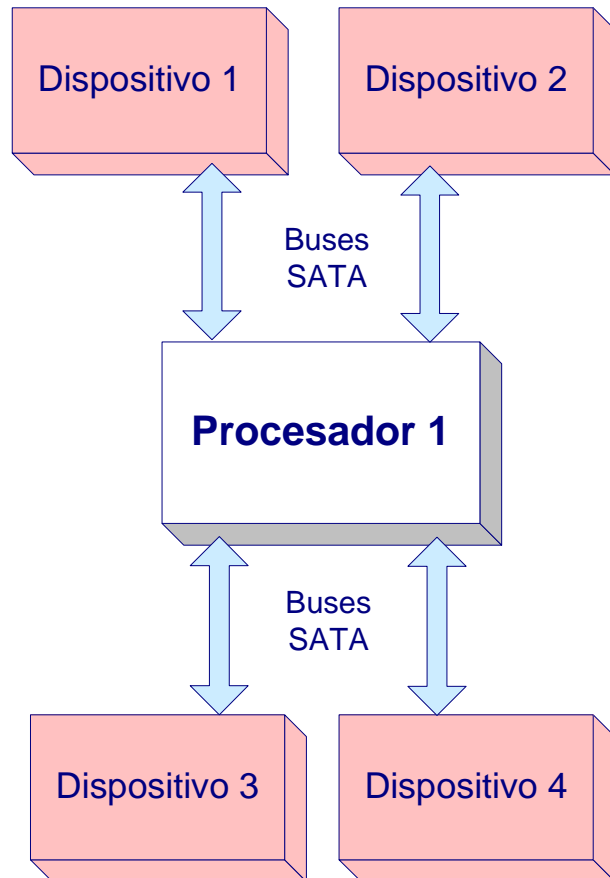 Dispositivo 1
Dispositivo 2
Buses
SATA
Procesador 1
Buses
SATA
Dispositivo 3
Dispositivo 4